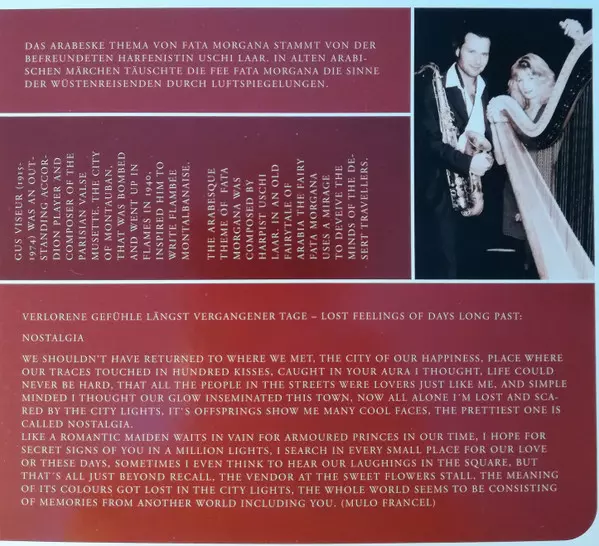 DAS ARABESKE THEMA VON FATA MORGANA STAMMT VON DER
BEFREUNDETEN HARFENISTIN USCHI LAAR. IN ALTEN ARABI-
SCHEN MÄRCHEN TÄUSCHTE DIE FEE FATA MORGANA DIE SINNE
DER WÜSTENREISENDEN DURCH LUFTSPIEGELUNGEN.
GUS VISEUR (1915-
1974) WAS AN OUT-
STANDING ACCOR-
DION PLAYER AND
COMPOSER OF THE
PARISIAN VALSE
MUSETTE. THE CITY
OF MONTAUBAN,
THAT WAS BOMBED
AND WENT UP IN
FLAMES IN 1940,
INSPIRED HIM TO
WRITE FLAMBÉE
MONTALBANAISE.
THE ARABESQUE
THEME OF FATA
MORGANA WAS
COMPOSED BY
HARPIST USCHI
LAAR. IN AN OLD
FAIRYTALE OF
ARABIA THE FAIRY
FATA MORGANA
USES A MIRAGE
TO DEVEIVE THE
MINDS OF THE DE-
SERT TRAVELLERS.
VERLORENE GEFÜHLE LÄNGST VERGANGENER TAGE – LOST FEELINGS OF DAYS LONG PAST:
NOSTALGIA
WE SHOULDN'T HAVE RETURNED TO WHERE WE MET, THE CITY OF OUR HAPPINESS, PLACE WHERE
OUR TRACES TOUCHED IN HUNDRED KISSES, CAUGHT IN YOUR AURA I THOUGHT, LIFE COULD
NEVER BE HARD, THAT ALL THE PEOPLE IN THE STREETS WERE LOVERS JUST LIKE ME, AND SIMPLE
MINDED I THOUGHT OUR GLOW INSEMINATED THIS TOWN, NOW ALL ALONE I'M LOST AND SCA-
RED BY THE CITY LIGHTS, IT`S OFFSPRINGS SHOW ME MANY COOL FACES, THE PRETTIEST ONE IS
CALLED NOSTALGIA.
LIKE A ROMANTIC MAIDEN WAITS IN VAIN FOR ARMOURED PRINCES IN OUR TIME, I HOPE FOR
SECRET SIGNS OF YOU IN A MILLION LIGHTS, I SEARCH IN EVERY SMALL PLACE FOR OUR LOVE
OR THESE DAYS, SOMETIMES I EVEN THINK TO HEAR OUR LAUGHINGS IN THE SQUARE, BUT
THAT'S ALL JUST BEYOND RECALL, THE VENDOR AT THE SWEET FLOWERS STALL, THE MEANING
OF ITS COLOURS GOT LOST IN THE CITY LIGHTS, THE WHOLE WORLD SEEMS TO BE CONSISTING
OF MEMORIES FROM ANOTHER WORLD INCLUDING YOU. (MULO FRANCEL)